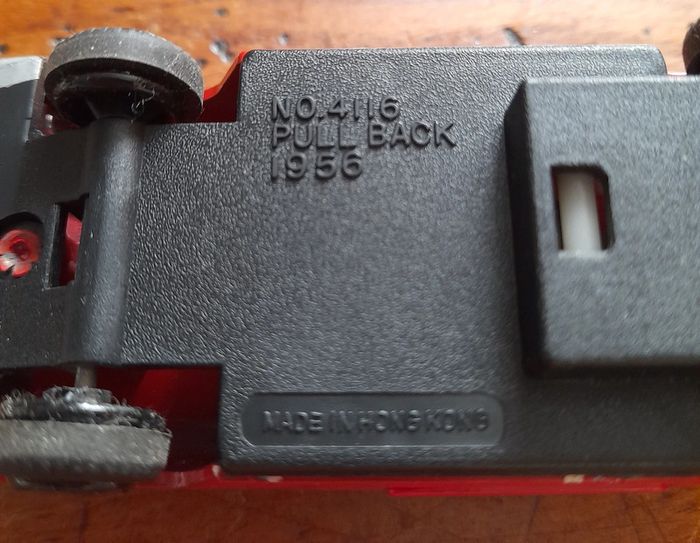 NO.4116
PULL BACK
1956
MADE IN HONG KONG